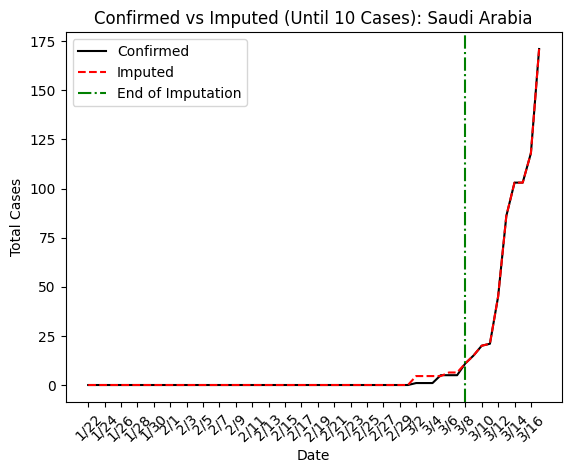 Confirmed vs Imputed (Until 10 Cases): Saudi Arabia
Confirmed
Imputed
End of Imputation
Total Cases
175
150
125
100
75
50
25
0
1/22 1/24 1/26 1/28 1/30 2/1 2/3 2/5 2/7 2/9 2/11 2/13 2/15 2/17 2/19 2/21 2/23 2/25 2/27 2/29 3/2 3/4 3/6 3/8 3/10 3/12 3/14 3/16
Date